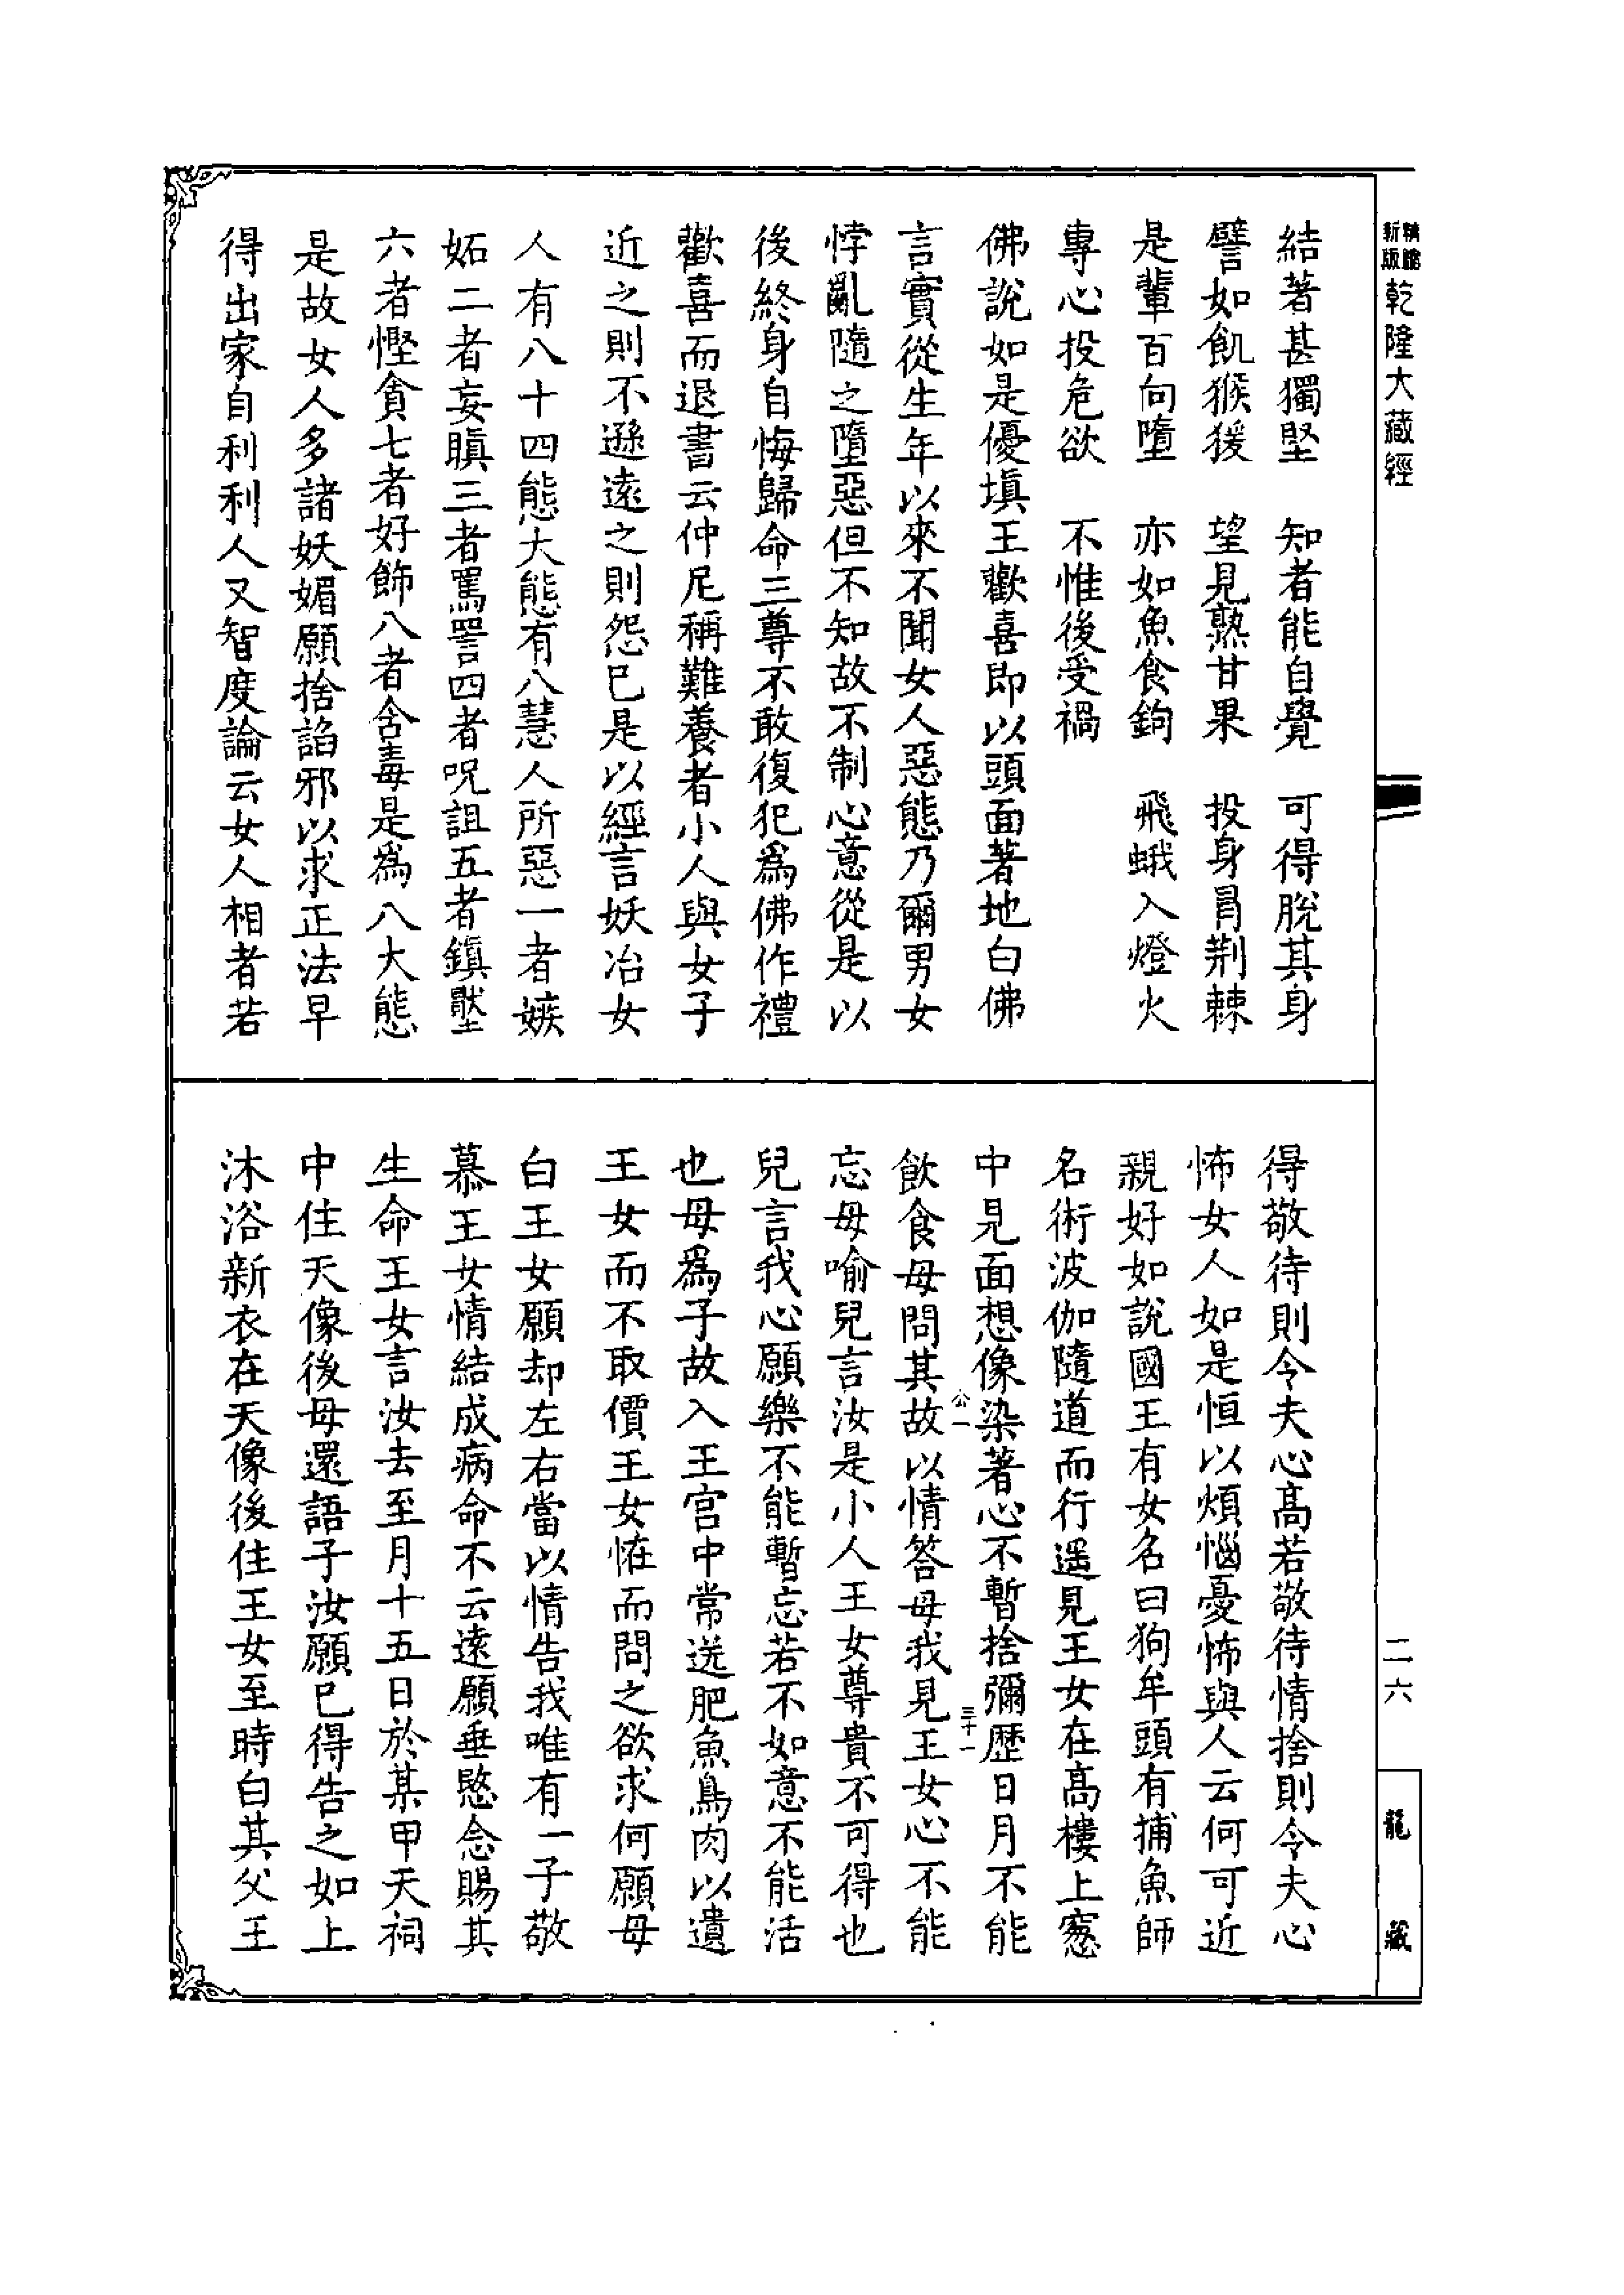 新版
精縮
乾隆大藏經
結著甚獨堅　知者能自覺　可得脫其身
譬如飢猴猨　望見熟甘果　投身冒荆棘
是輩百向墮　亦如魚食鉤　飛蛾入燈火
專心投危欲　不惟後受禍
佛說如是優填王歡喜即以頭面著地白佛
言實從生年以來不聞女人惡態乃爾男女
悖亂隨之墮惡但不知故不制心意從是以
後終身自悔歸命三尊不敢復犯爲佛作禮
歡喜而退書云仲尼稱難養者小人與女子
近之則不遜遠之則怨巳是以經言妖冶女
人有八十四態大態有八慧人所惡一者嫉
妬二者妄瞋三者罵詈四者呪詛五者鎮壓
六者慳貪七者好飾八者含毒是爲八大態
是故女人多諸妖媚願捨諂邪以求正法早
得出家自利利人又智度論云女人相者若
得敬待則令夫心高若敬待情捨則令夫心
怖女人如是恒以煩惱憂怖與人云何可近
親好如說國王有女名曰狗牟頭有捕魚師
名術波伽隨道而行遥見王女在高樓上窻
中見面想像染著心不暫捨彌歷日月不能
公一
三十一
飲食母問其故以情答母我見王女心不能
忘母喻兒言汝是小人王女尊貴不可得也
兒言我心願樂不能暫忘若不如意不能活
也母爲子故入王宮中常送肥魚鳥肉以遺
王女而不取價王女恠而問之欲求何願母
白王女願却左右當以情告我唯有一子敬
慕王女情結成病命不云遠願垂愍念賜其
生命王女言汝去至月十五日於某甲天祠
中住天像後母還語子汝願巳得告之如上
沐浴新衣在天像後住王女至時白其父王
二六
龍藏